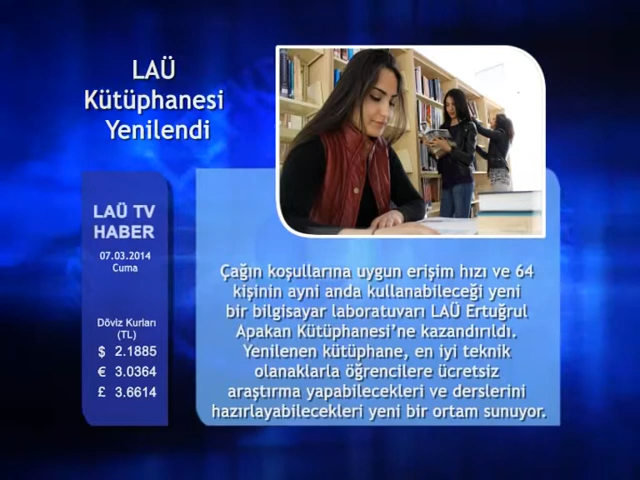 LAÜ
Kütüphanesi
Yenilendi
LAÜ TV
HABER
07.03.2014
Cuma
Döviz Kurları
(TL)
$ 2.1885
€ 3.0364
£ 3.6614
Çağın koşullarına uygun erişim hızı ve 64
kişinin ayni anda kullanabileceği yeni
bir bilgisayar laboratuvarı LAÜ Ertuğrul
Apakan Kütüphanesi’ne kazandırıldı.
Yenilenen kütüphane, en iyi teknik
olanaklarla öğrencilere ücretsiz
araştırma yapabilecekleri ve derslerini
hazırlayabilecekleri yeni bir ortam sunuyor.